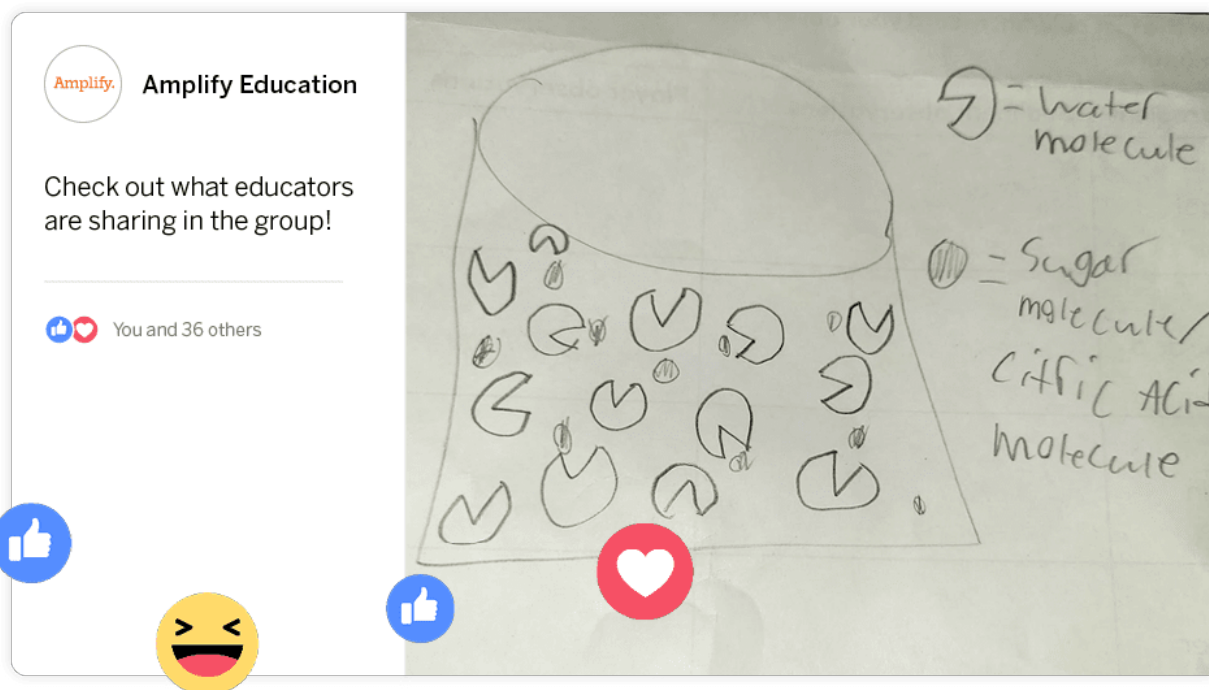 Amplify.
Amplify Education
Check out what educators
are sharing in the group!
You and 36 others
= water
molecule
= Sugar
molecule/
Citric Acid
molecule